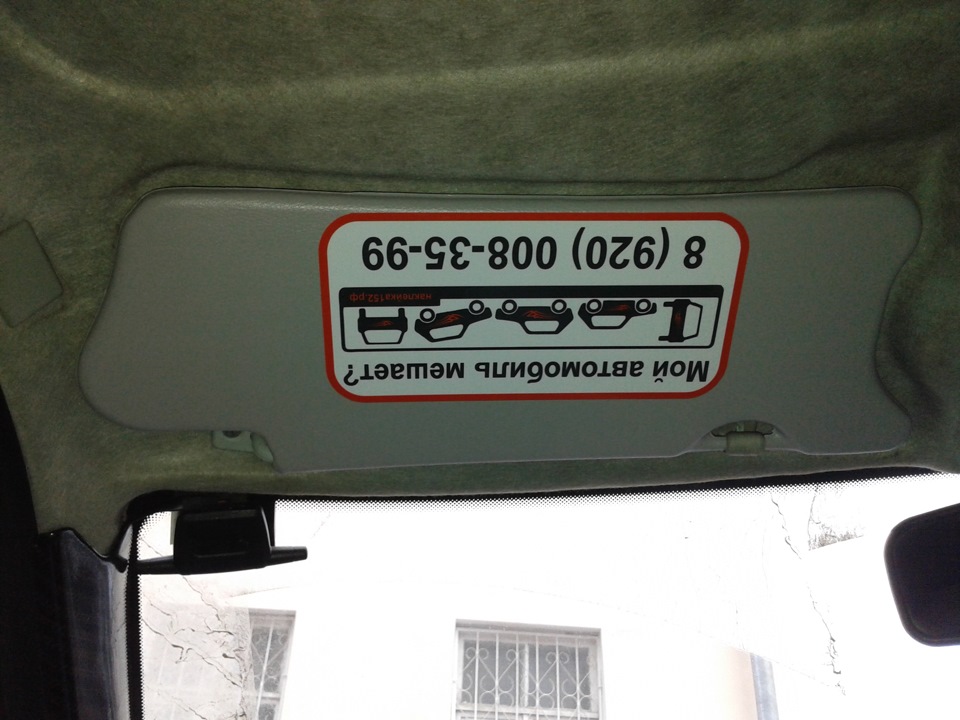 Мой автомобиль мешает?
наклейка152.рф
8 (920) 008-35-99